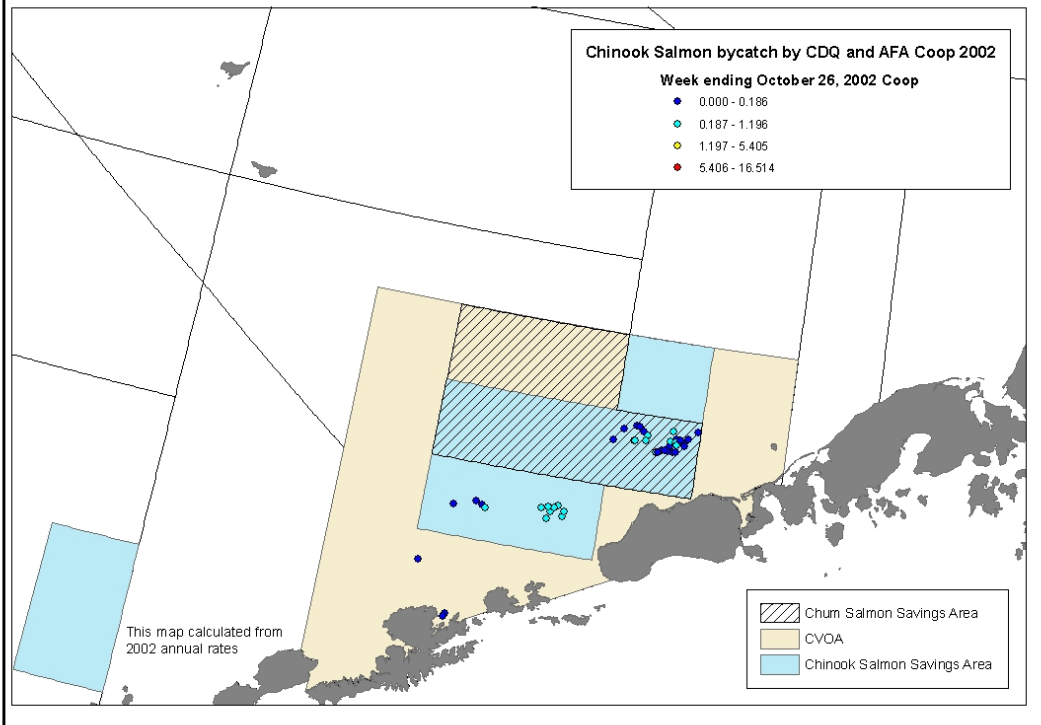 Chinook Salmon bycatch by CDQ and AFA Coop 2002
Week ending October 26, 2002 Coop
0.000 - 0.186
0.187 - 1.196
1.197 - 5.405
5.406 - 16.514
This map calculated from
2002 annual rates
Chum Salmon Savings Area
CVOA
Chinook Salmon Savings Area